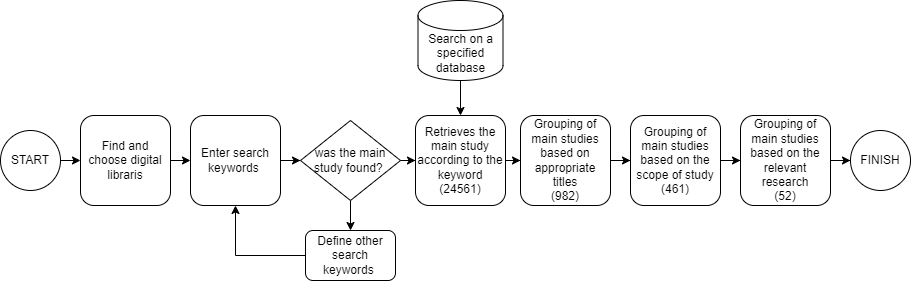 START
Find and
choose digital
libraris
Enter search
keywords
was the main
study found?
Define other
search
keywords
Search on a
specified
database
Retrieves the
main study
according to the
keyword
(24561)
Grouping of
main studies
based on
appropriate
titles
(982)
Grouping of
main studies
based on the
scope of study
(461)
Grouping of
main studies
based on the
relevant
research
(52)
FINISH